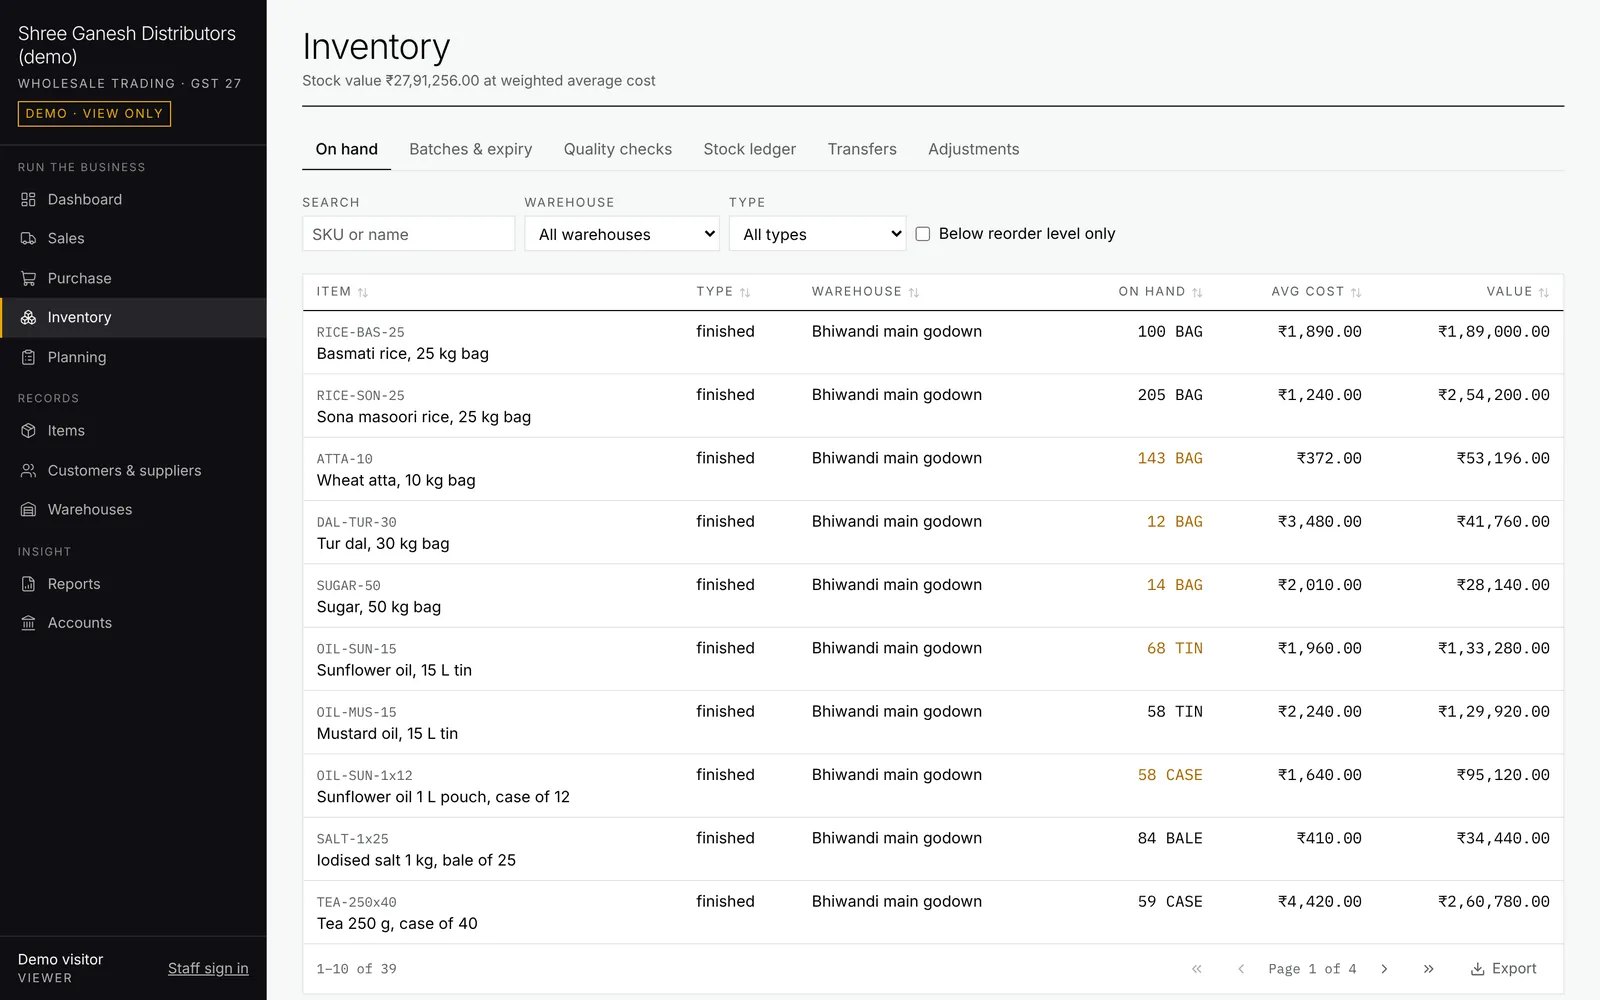 Shree Ganesh Distributors
(demo)
WHOLESALE TRADING · GST 27
DEMO · VIEW ONLY
RUN THE BUSINESS
Dashboard
Sales
Purchase
Inventory
Planning
RECORDS
Items
Customers & suppliers
Warehouses
INSIGHT
Reports
Accounts
Demo visitor
VIEWER
Staff sign in
Inventory
Stock value ₹27,91,256.00 at weighted average cost
On hand Batches & expiry Quality checks Stock ledger Transfers Adjustments
SEARCH WAREHOUSE TYPE
SKU or name All warehouses All types Below reorder level only
ITEM TYPE WAREHOUSE ON HAND AVG COST VALUE
RICE-BAS-25 finished Bhiwandi main godown 100 BAG ₹1,890.00 ₹1,89,000.00
Basmati rice, 25 kg bag
RICE-SON-25 finished Bhiwandi main godown 205 BAG ₹1,240.00 ₹2,54,200.00
Sona masoori rice, 25 kg bag
ATTA-10 finished Bhiwandi main godown 143 BAG ₹372.00 ₹53,196.00
Wheat atta, 10 kg bag
DAL-TUR-30 finished Bhiwandi main godown 12 BAG ₹3,480.00 ₹41,760.00
Tur dal, 30 kg bag
SUGAR-50 finished Bhiwandi main godown 14 BAG ₹2,010.00 ₹28,140.00
Sugar, 50 kg bag
OIL-SUN-15 finished Bhiwandi main godown 68 TIN ₹1,960.00 ₹1,33,280.00
Sunflower oil, 15 L tin
OIL-MUS-15 finished Bhiwandi main godown 58 TIN ₹2,240.00 ₹1,29,920.00
Mustard oil, 15 L tin
OIL-SUN-1x12 finished Bhiwandi main godown 58 CASE ₹1,640.00 ₹95,120.00
Sunflower oil 1 L pouch, case of 12
SALT-1x25 finished Bhiwandi main godown 84 BALE ₹410.00 ₹34,440.00
Iodised salt 1 kg, bale of 25
TEA-250x40 finished Bhiwandi main godown 59 CASE ₹4,420.00 ₹2,60,780.00
Tea 250 g, case of 40
1–10 of 39 « ‹ Page 1 of 4 › » Export